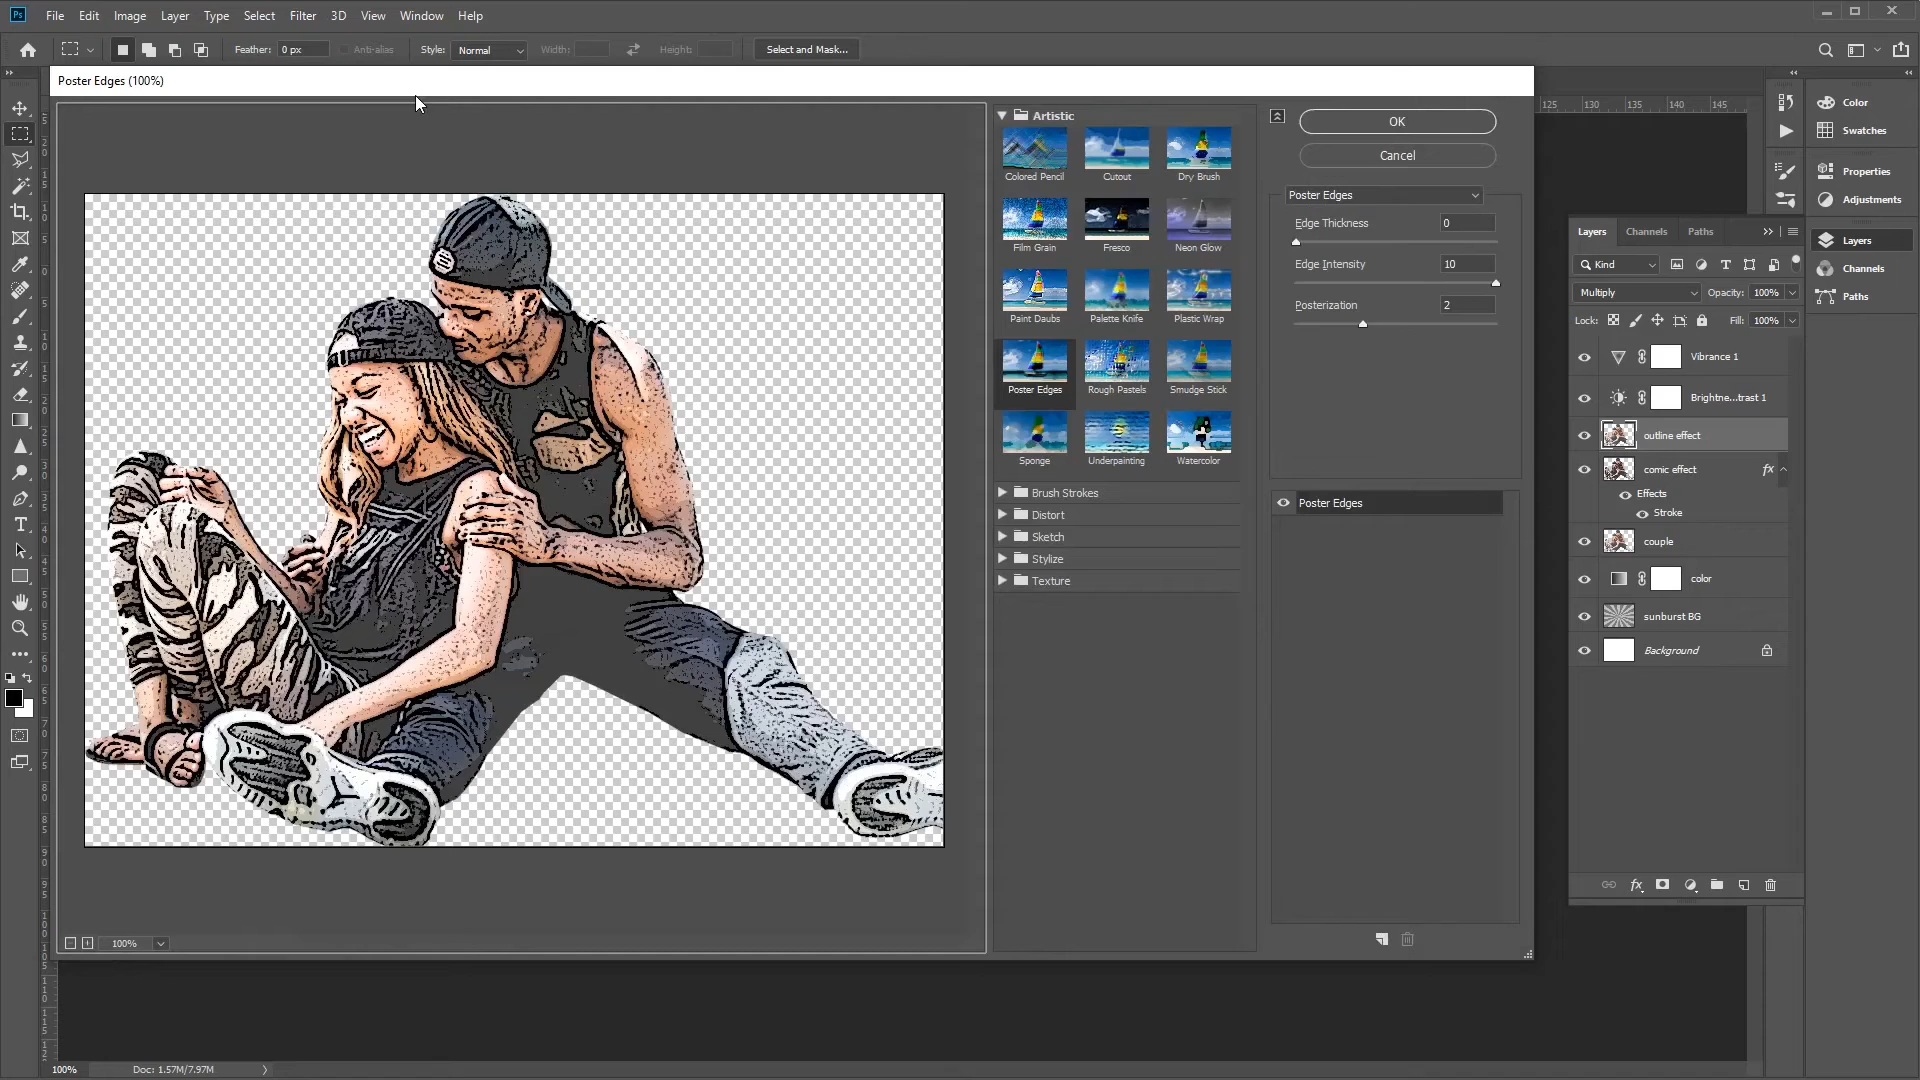 Ps File Edit Image Layer Type Select Filter 3D View Window Help
Feather: 0 px Anti-alias Style: Normal Width: Height: Select and Mask...
Poster Edges (100%)
125 130 135 140 145
Artistic
Colored Pencil Cutout Dry Brush
Film Grain Fresco Neon Glow
Paint Daubs Palette Knife Plastic Wrap
Poster Edges Rough Pastels Smudge Stick
Sponge Underpainting Watercolor
Brush Strokes
Distort
Sketch
Stylize
Texture
OK
Cancel
Poster Edges
Edge Thickness 0
Edge Intensity 10
Posterization 2
Poster Edges
100%
Color
Swatches
Properties
Adjustments
Layers
Channels
Paths
Layers Channels Paths
Kind
Multiply Opacity: 100%
Lock: Fill: 100%
Vibrance 1
Brightne...trast 1
outline effect
comic effect fx
Effects
Stroke
couple
color
sunburst BG
Background
fx
100% Doc: 1.57M/7.97M